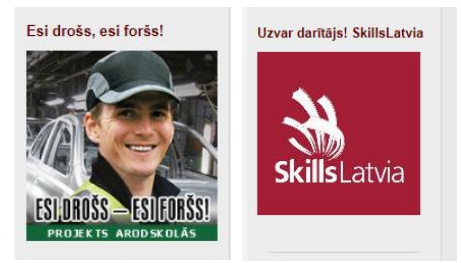 Esi drošs, esi foršs!
ESI DROŠS – ESI FORŠS!
PROJEKTS ARODSKOLĀS
Uzvar darītājs! SkillsLatvia
SkillsLatvia